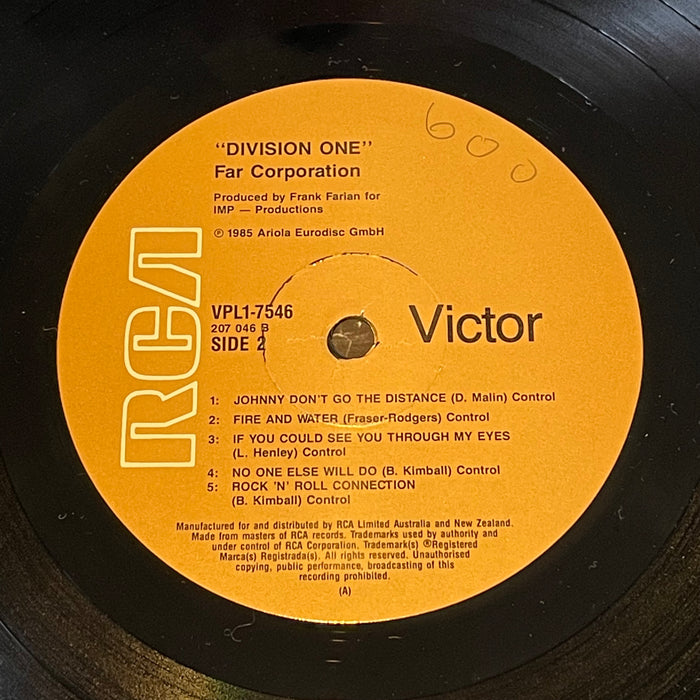 600
"DIVISION ONE"
Far Corporation
Produced by Frank Farian for
IMP — Productions
℗ 1985 Ariola Eurodisc GmbH
RCA
VPL1-7546
207 046 B
SIDE 2
Victor
1: JOHNNY DON'T GO THE DISTANCE (D. Malin) Control
2: FIRE AND WATER (Fraser-Rodgers) Control
3: IF YOU COULD SEE YOU THROUGH MY EYES
(L. Henley) Control
4: NO ONE ELSE WILL DO (B. Kimball) Control
5: ROCK 'N' ROLL CONNECTION
(B. Kimball) Control
Manufactured for and distributed by RCA Limited Australia and New Zealand.
Made from masters of RCA records. Trademarks used by authority and
under control of RCA Corporation. Trademark(s) ®Registered
Marca(s) Registrada(s). All rights reserved. Unauthorised
copying, public performance, broadcasting of this
recording prohibited.
(A)